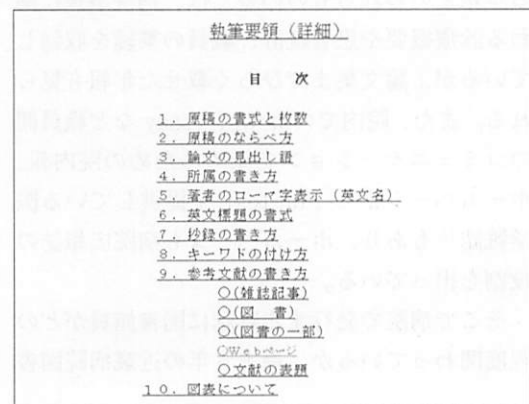 執筆要領（詳細）
目　次
１．原稿の書式と枚数
２．原稿のならべ方
３．論文の見出し語
４．所属の書き方
５．著者のローマ字表示（英文名）
６．英文標題の書式
７．抄録の書き方
８．キーワードの付け方
９．参考文献の書き方
○(雑誌記事)
○(図　書)
○(図書の一部)
○Ｗｅｂページ
○文献の表題
１０．図表について